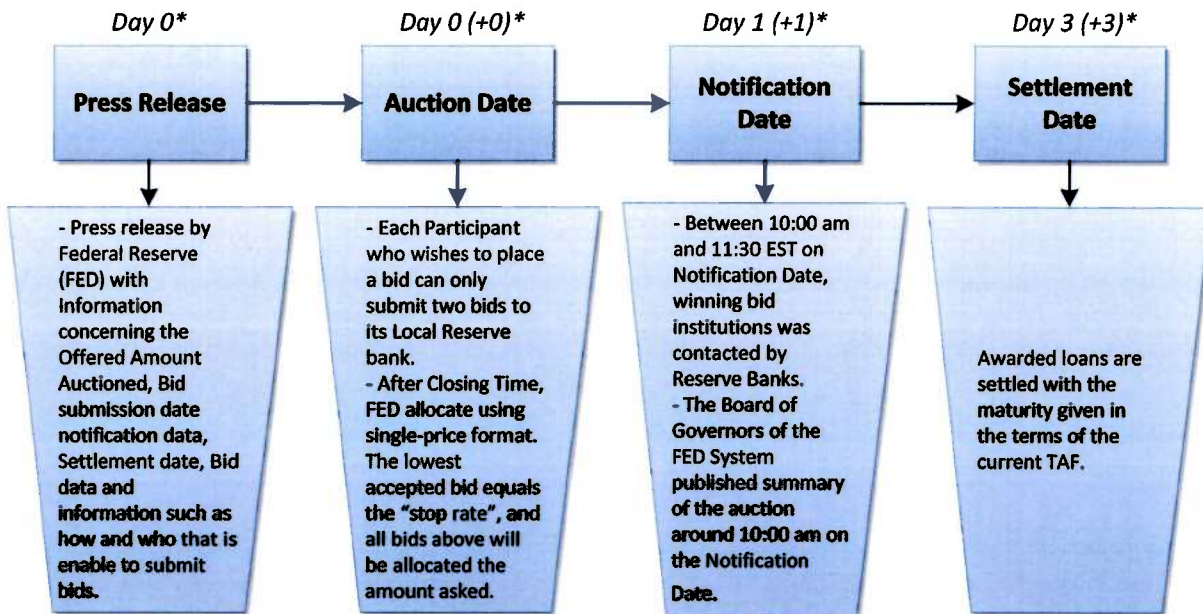 Day 0*
Day 0 (+0)*
Day 1 (+1)*
Day 3 (+3)*
Press Release
Auction Date
Notification
Date
Settlement
Date
- Press release by
Federal Reserve
(FED) with
Information
concerning the
Offered Amount
Auctioned, Bid
submission date
notification data,
Settlement date, Bid
data and
information such as
how and who that is
enable to submit
bids.
- Each Participant
who wishes to place
a bid can only
submit two bids to
its Local Reserve
bank.
- After Closing Time,
FED allocate using
single-price format.
The lowest
accepted bid equals
the “stop rate”, and
all bids above will
be allocated the
amount asked.
- Between 10:00 am
and 11:30 EST on
Notification Date,
winning bid
institutions was
contacted by
Reserve Banks.
- The Board of
Governors of the
FED System
published summary
of the auction
around 10:00 am on
the Notification
Date.
Awarded loans are
settled with the
maturity given in
the terms of the
current TAF.